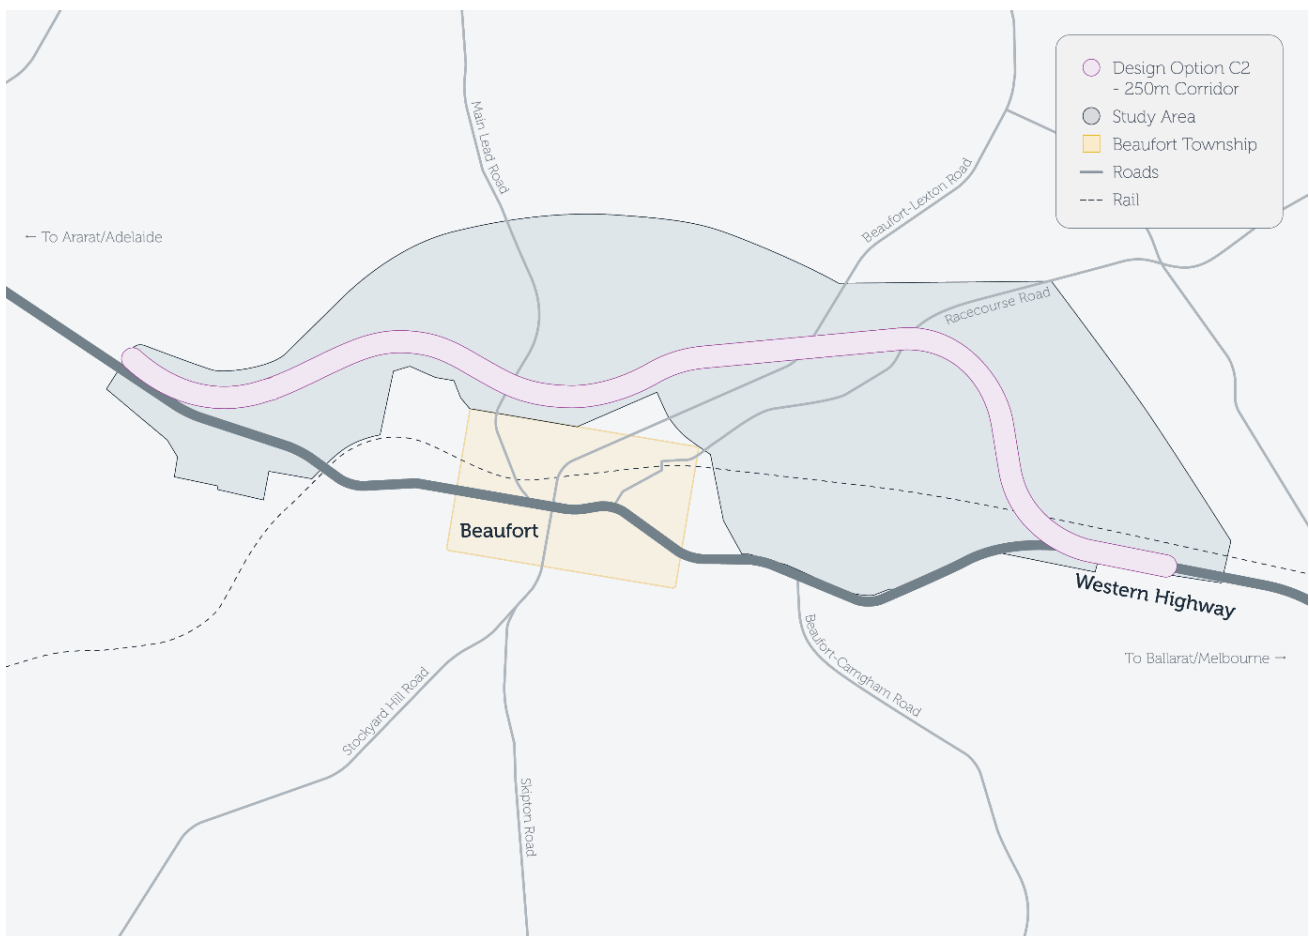 Design Option C2
- 250m Corridor
Study Area
Beaufort Township
Roads
Rail
Main Lead Road
Beaufort-Lexton Road
← To Ararat/Adelaide
Racecourse Road
Beaufort
Western Highway
To Ballarat/Melbourne →
Beaufort-Carngham Road
Stockyard Hill Road
Skipton Road